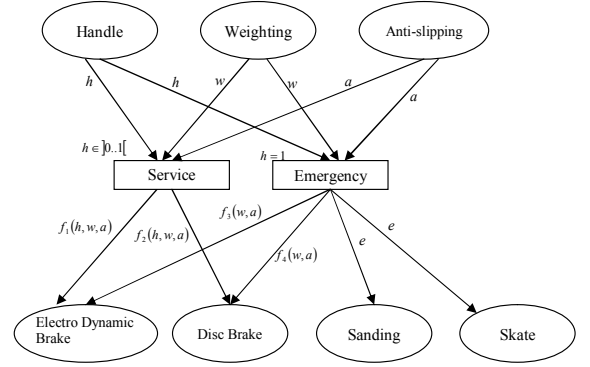 Handle
Weighting
Anti-slipping
h
h
w
w
a
a
h ∈ ]0..1[
h = 1
Service
Emergency
f₁(h, w, a)
f₂(h, w, a)
f₃(w, a)
f₄(w, a)
e
e
Electro Dynamic
Brake
Disc Brake
Sanding
Skate